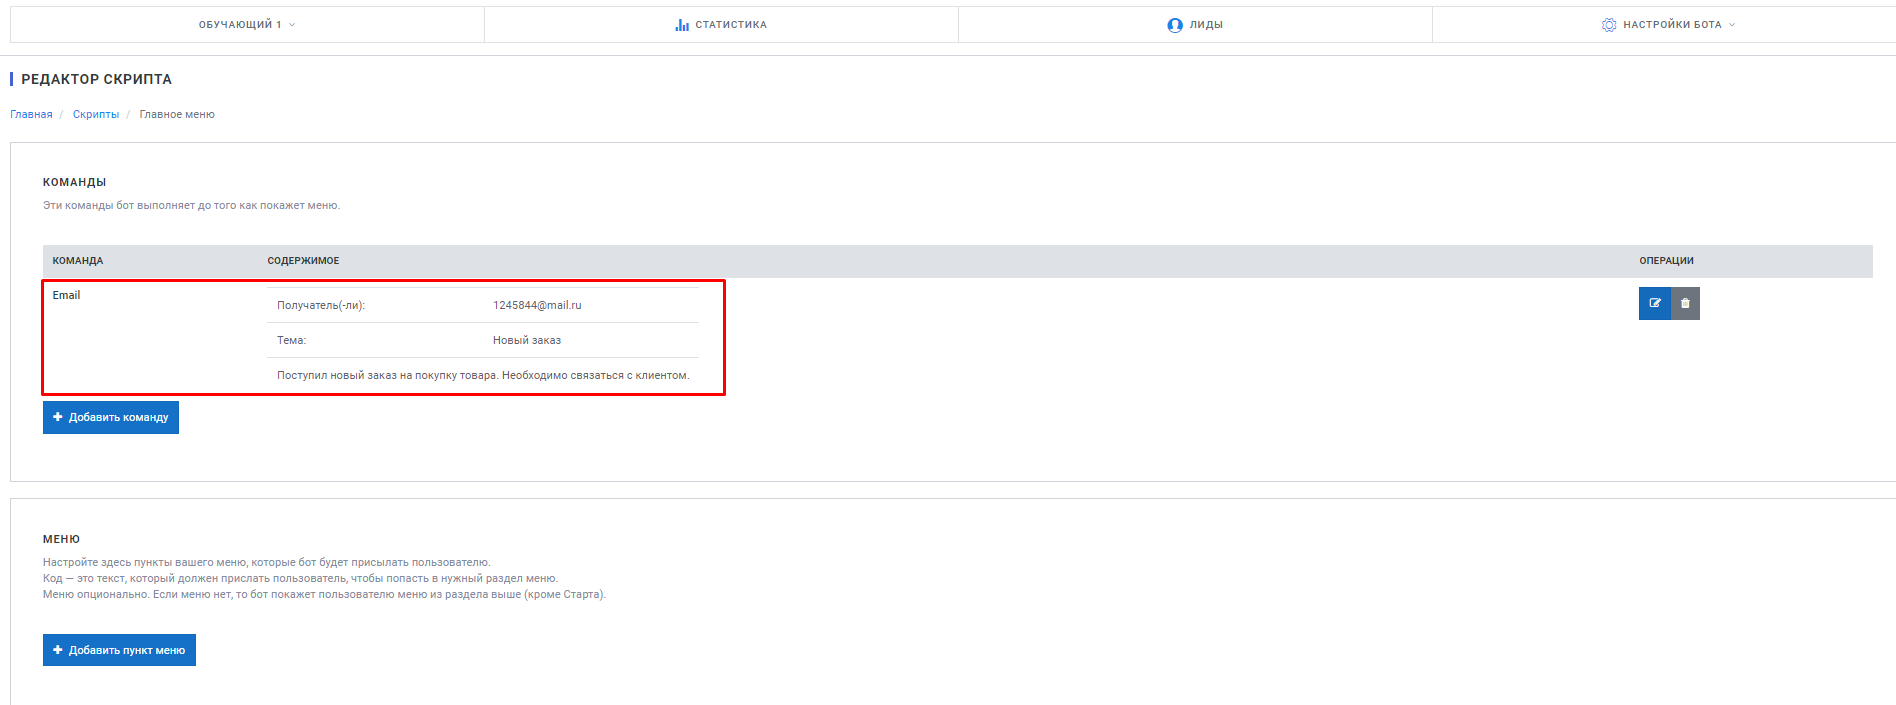 ОБУЧАЮЩИЙ 1
СТАТИСТИКА
ЛИДЫ
НАСТРОЙКИ БОТА
РЕДАКТОР СКРИПТА
Главная / Скрипты / Главное меню
КОМАНДЫ
Эти команды бот выполняет до того как покажет меню.
КОМАНДА СОДЕРЖИМОЕ ОПЕРАЦИИ
Email
Получатель(-ли): 1245844@mail.ru
Тема: Новый заказ
Поступил новый заказ на покупку товара. Необходимо связаться с клиентом.
Добавить команду
МЕНЮ
Настройте здесь пункты вашего меню, которые бот будет присылать пользователю.
Код — это текст, который должен прислать пользователь, чтобы попасть в нужный раздел меню.
Меню опционально. Если меню нет, то бот покажет пользователю меню из раздела выше (кроме Старта).
Добавить пункт меню